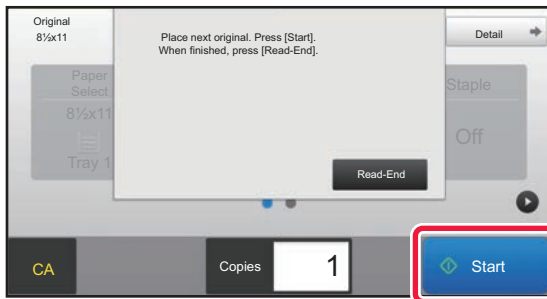 Original
8½x11
Place next original. Press [Start].
When finished, press [Read-End].
Detail
Paper
Select
8½x11
Tray 1
Staple
Off
Read-End
CA
Copies
1
Start